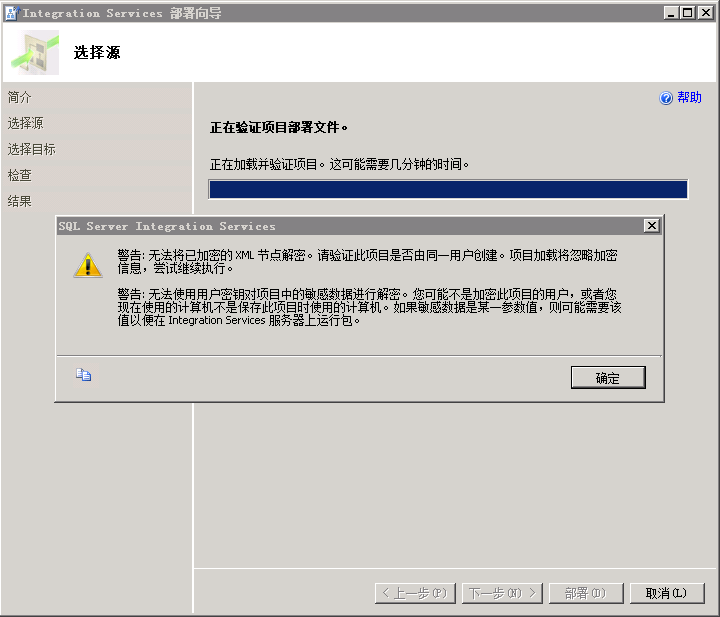 Integration Services 部署向导
选择源
简介
选择源
选择目标
检查
结果
帮助
正在验证项目部署文件。
正在加载并验证项目。这可能需要几分钟的时间。
SQL Server Integration Services
警告: 无法将已加密的 XML 节点解密。请验证此项目是否由同一用户创建。项目加载将忽略加密
信息，尝试继续执行。
警告: 无法使用用户密钥对项目中的敏感数据进行解密。您可能不是加密此项目的用户，或者您
现在使用的计算机不是保存此项目时使用的计算机。如果敏感数据是某一参数值，则可能需要该
值以便在 Integration Services 服务器上运行包。
确定
< 上一步(P)
下一步(N) >
部署(D)
取消(L)